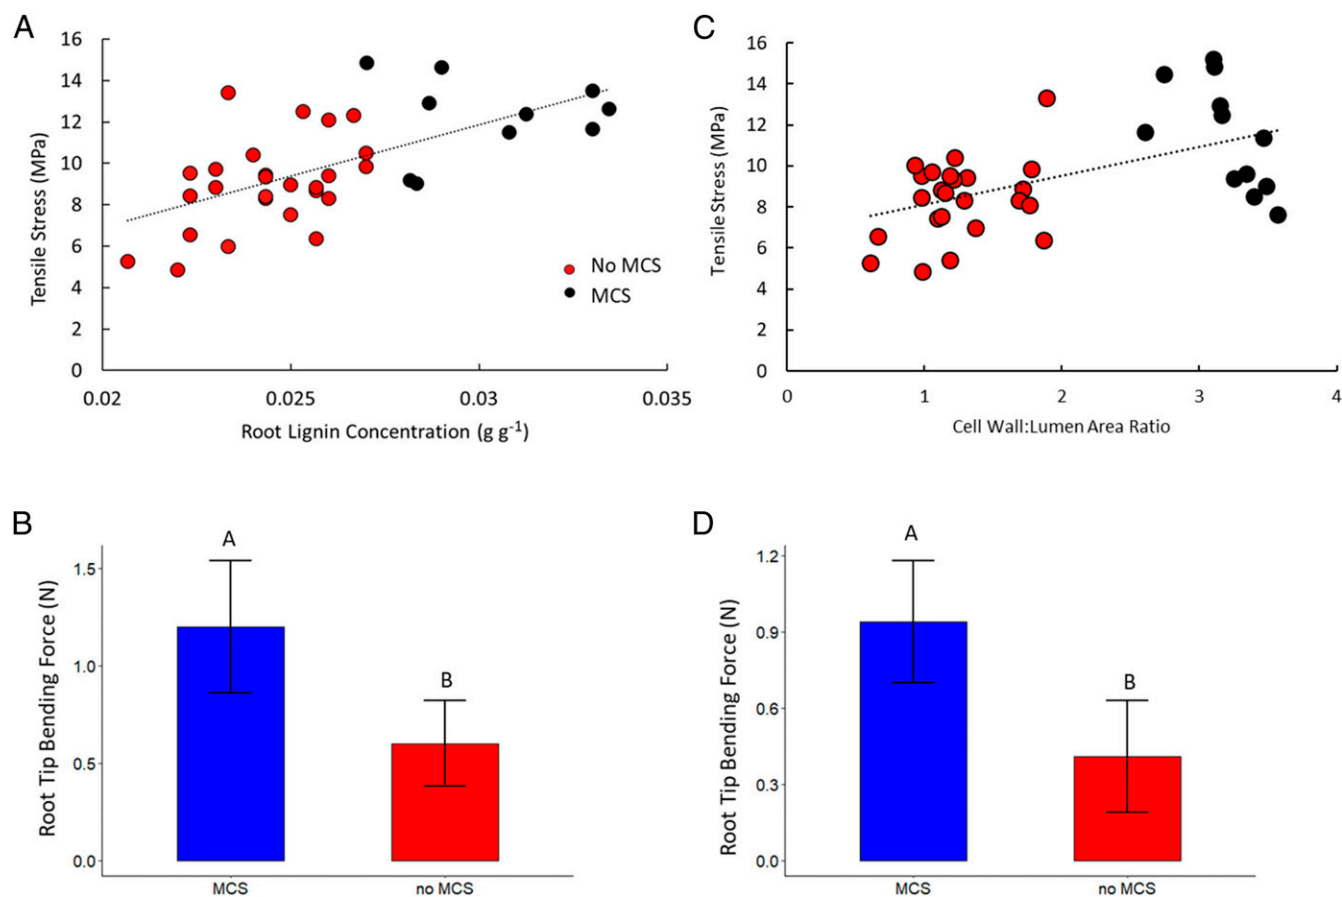 A
16
14
12
10
8
6
4
2
0
Tensile Stress (MPa)
0.02 0.025 0.03 0.035
Root Lignin Concentration (g g⁻¹)
No MCS
MCS
C
16
14
12
10
8
6
4
2
0
Tensile Stress (MPa)
0 1 2 3 4
Cell Wall:Lumen Area Ratio
B
1.5
1.0
0.5
0.0
Root Tip Bending Force (N)
A
B
MCS no MCS
D
1.2
0.9
0.6
0.3
0.0
Root Tip Bending Force (N)
A
B
MCS no MCS